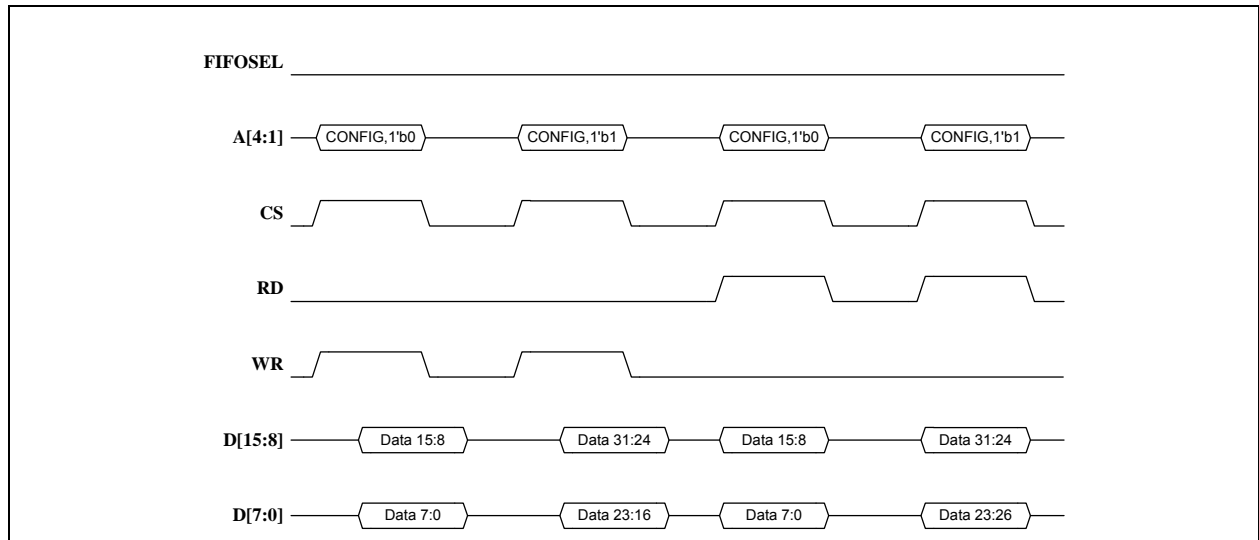 FIFOSEL
A[4:1] CONFIG,1'b0 CONFIG,1'b1 CONFIG,1'b0 CONFIG,1'b1
CS
RD
WR
D[15:8] Data 15:8 Data 31:24 Data 15:8 Data 31:24
D[7:0] Data 7:0 Data 23:16 Data 7:0 Data 23:26